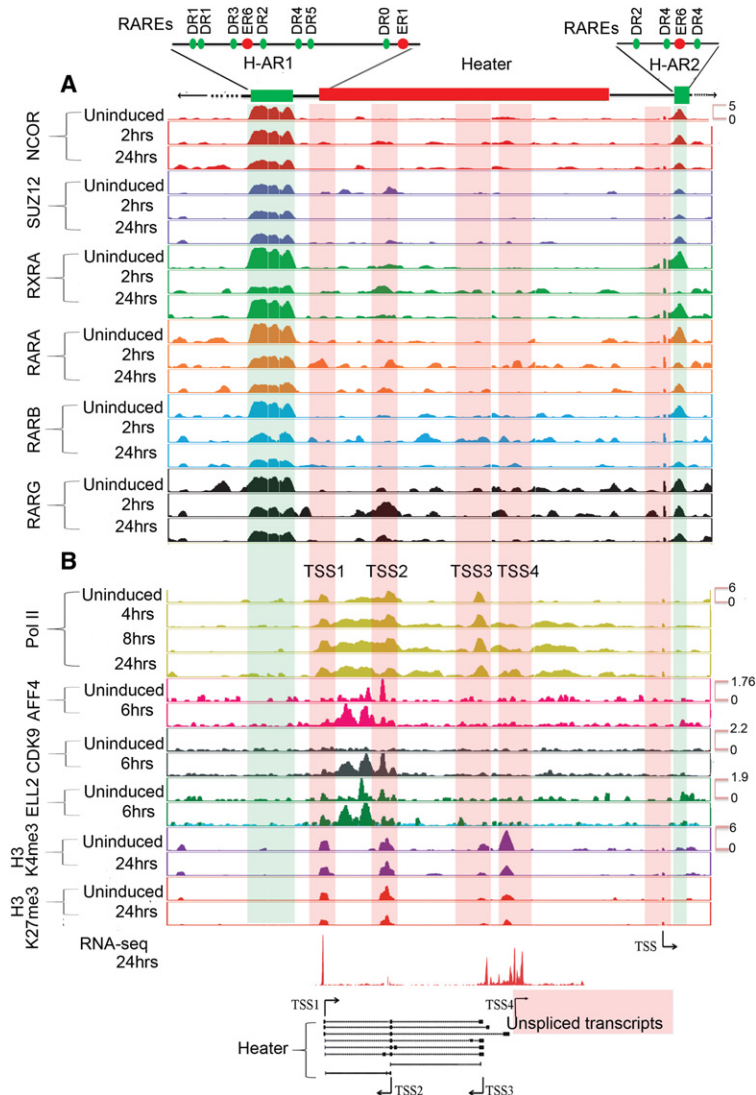 RAREs DR1 DR1 DR3 ER6 DR2 DR4 DR5 DR0 ER1
RAREs DR2 DR4 ER6 DR4
H-AR1 Heater H-AR2
A
NCOR
Uninduced 5
0
2hrs
24hrs
SUZ12
Uninduced
2hrs
24hrs
RXRA
Uninduced
2hrs
24hrs
RARA
Uninduced
2hrs
24hrs
RARB
Uninduced
2hrs
24hrs
RARG
Uninduced
2hrs
24hrs
B
TSS1 TSS2 TSS3 TSS4
Pol II
Uninduced 6
0
4hrs
8hrs
24hrs
AFF4
Uninduced 1.76
0
6hrs
CDK9
Uninduced 2.2
0
6hrs
ELL2
Uninduced 1.9
0
6hrs
H3
K4me3
Uninduced 6
0
24hrs
H3
K27me3
Uninduced
24hrs
RNA-seq
24hrs
TSS
TSS1 TSS4
Unspliced transcripts
Heater
TSS2 TSS3